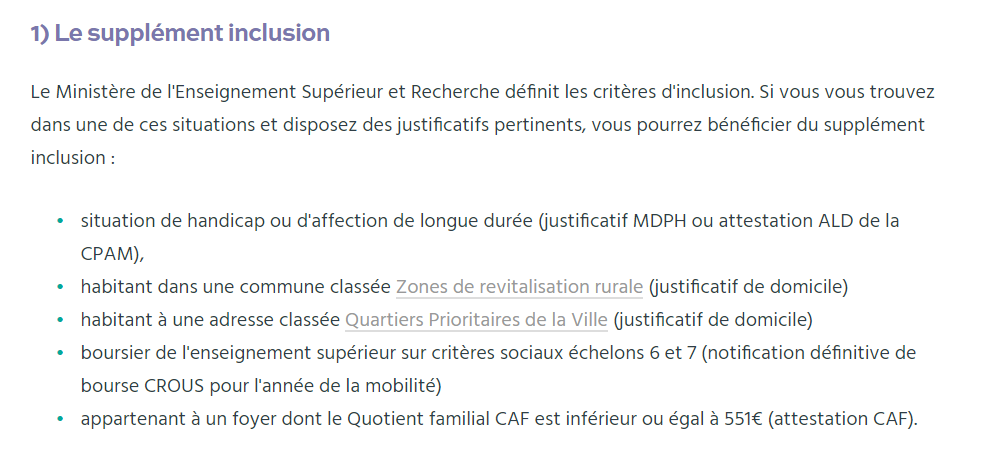 1) Le supplément inclusion
Le Ministère de l'Enseignement Supérieur et Recherche définit les critères d'inclusion. Si vous vous trouvez
dans une de ces situations et disposez des justificatifs pertinents, vous pourrez bénéficier du supplément
inclusion :
• situation de handicap ou d'affection de longue durée (justificatif MDPH ou attestation ALD de la
CPAM),
• habitant dans une commune classée Zones de revitalisation rurale (justificatif de domicile)
• habitant à une adresse classée Quartiers Prioritaires de la Ville (justificatif de domicile)
• boursier de l'enseignement supérieur sur critères sociaux échelons 6 et 7 (notification définitive de
bourse CROUS pour l'année de la mobilité)
• appartenant à un foyer dont le Quotient familial CAF est inférieur ou égal à 551€ (attestation CAF).